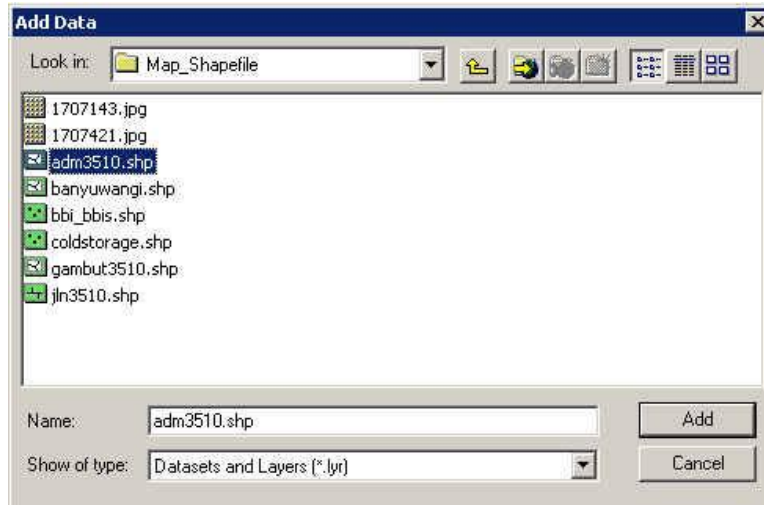 Add Data
Look in: Map_Shapefile
1707143.jpg
1707421.jpg
adm3510.shp
banyuwangi.shp
bbi_bbis.shp
coldstorage.shp
gambut3510.shp
jln3510.shp
Name: adm3510.shp Add
Show of type: Datasets and Layers (*.lyr) Cancel